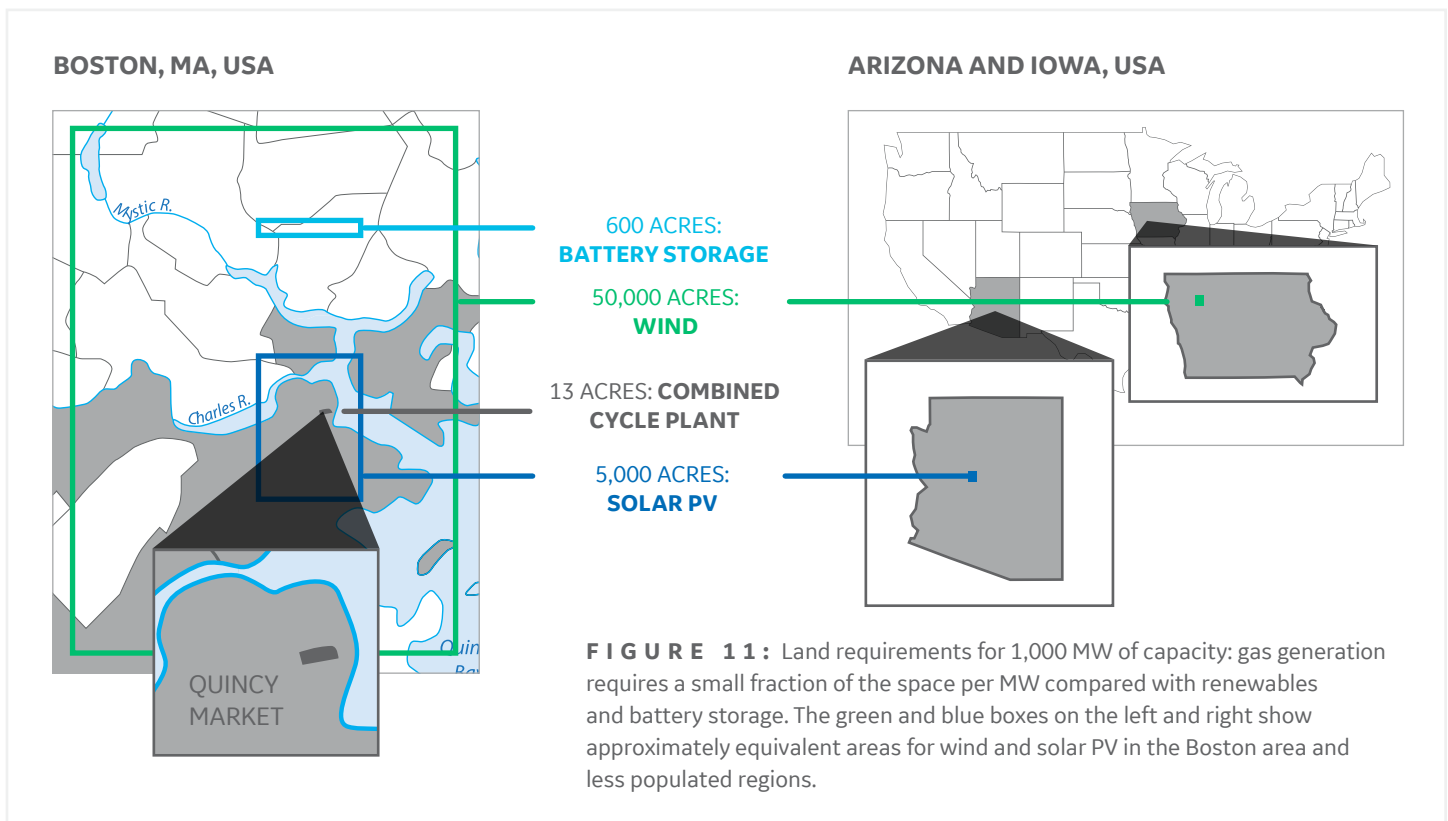 BOSTON, MA, USA
Mystic R.
Charles R.
QUINCY
MARKET
600 ACRES:
BATTERY STORAGE
50,000 ACRES:
WIND
13 ACRES: COMBINED
CYCLE PLANT
5,000 ACRES:
SOLAR PV
ARIZONA AND IOWA, USA
FIGURE 11: Land requirements for 1,000 MW of capacity: gas generation
requires a small fraction of the space per MW compared with renewables
and battery storage. The green and blue boxes on the left and right show
approximately equivalent areas for wind and solar PV in the Boston area and
less populated regions.